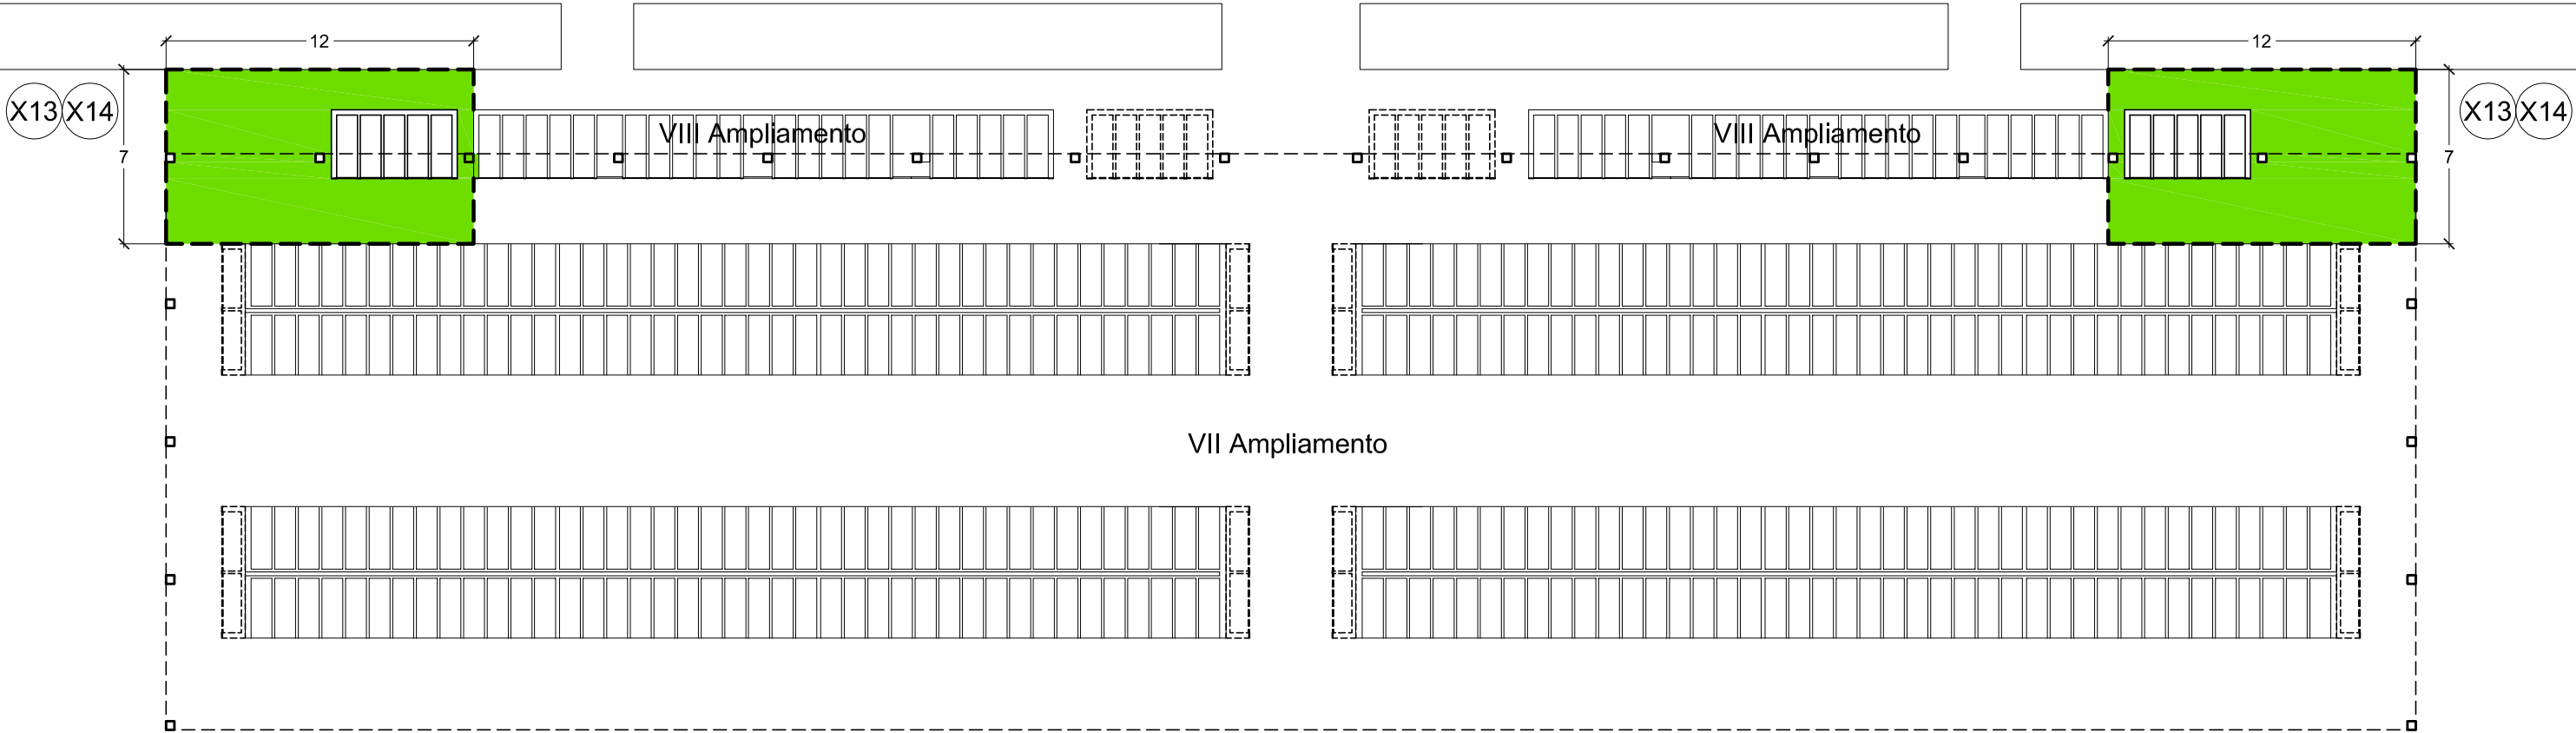 12
12
X13 X14
X13 X14
VIII Ampliamento
VIII Ampliamento
7
7
VII Ampliamento